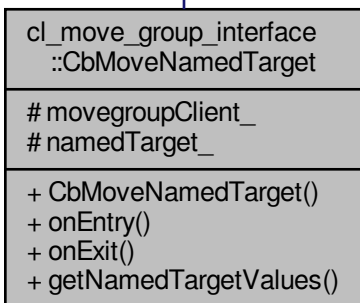 cl_move_group_interface
::CbMoveNamedTarget
# movegroupClient_
# namedTarget_
+ CbMoveNamedTarget()
+ onEntry()
+ onExit()
+ getNamedTargetValues()